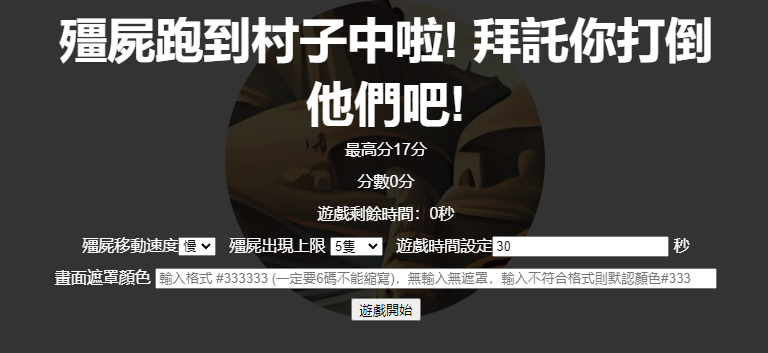 殭屍跑到村子中啦! 拜託你打倒
他們吧!
最高分17分
分數0分
遊戲剩餘時間：0秒
殭屍移動速度 慢 殭屍出現上限 5隻 遊戲時間設定 30 秒
畫面遮罩顏色 輸入格式 #333333 (一定要6碼不能縮寫)，無輸入無遮罩，輸入不符合格式則默認顏色#333
遊戲開始